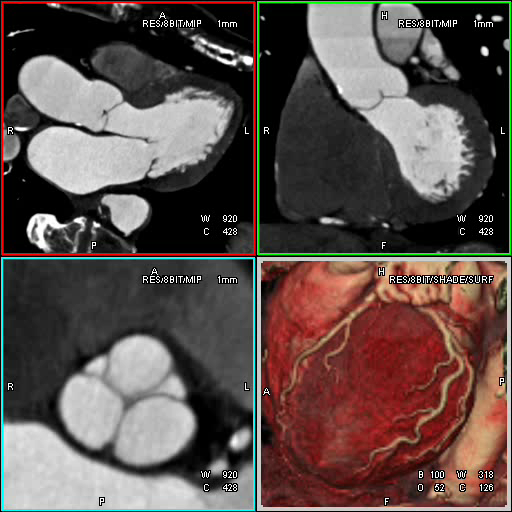 A
RES/8BIT/MIP 1mm
R
L
W 920
C 428
P
H
RES/8BIT/MIP 1mm
R
L
W 920
C 428
F
A
RES/8BIT/MIP 1mm
R
L
W 920
C 428
P
H
RES/8BIT/SHADE/SURF
A
P
B 100 W 318
O 52 C 126
F